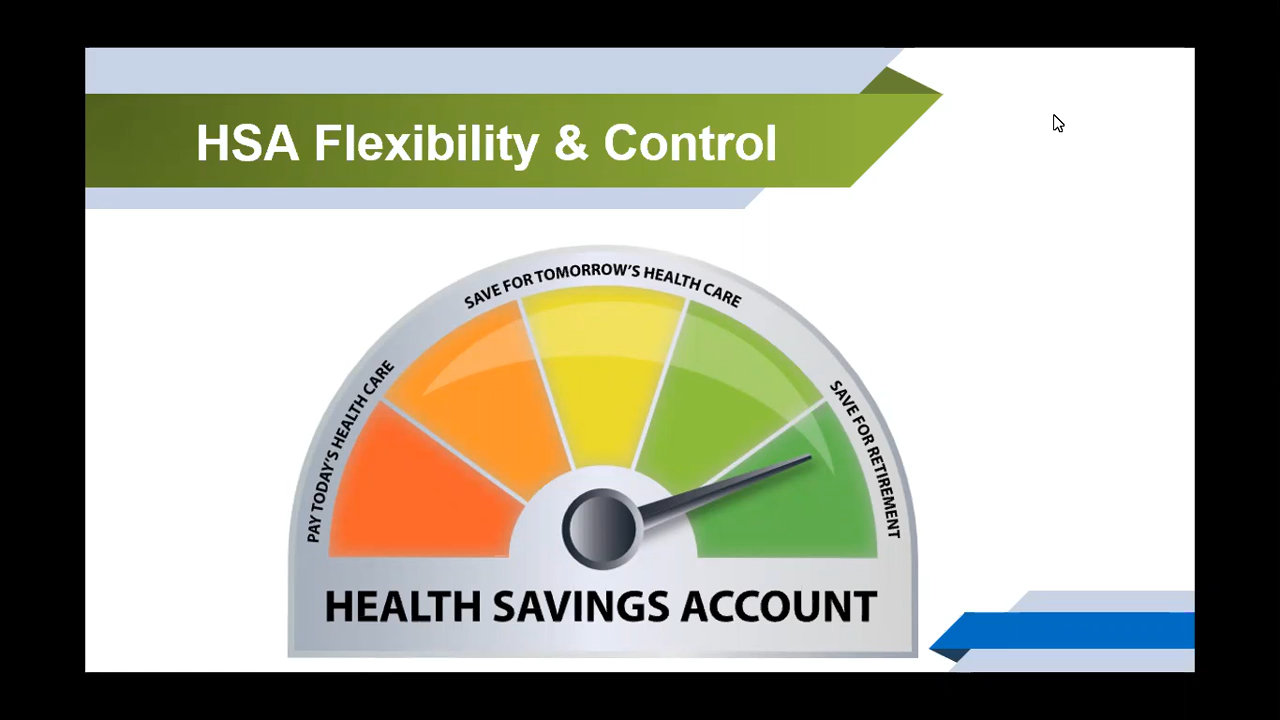 HSA Flexibility & Control
SAVE FOR TOMORROW'S HEALTH CARE
PAY TODAY'S HEALTH CARE
SAVE FOR RETIREMENT
HEALTH SAVINGS ACCOUNT